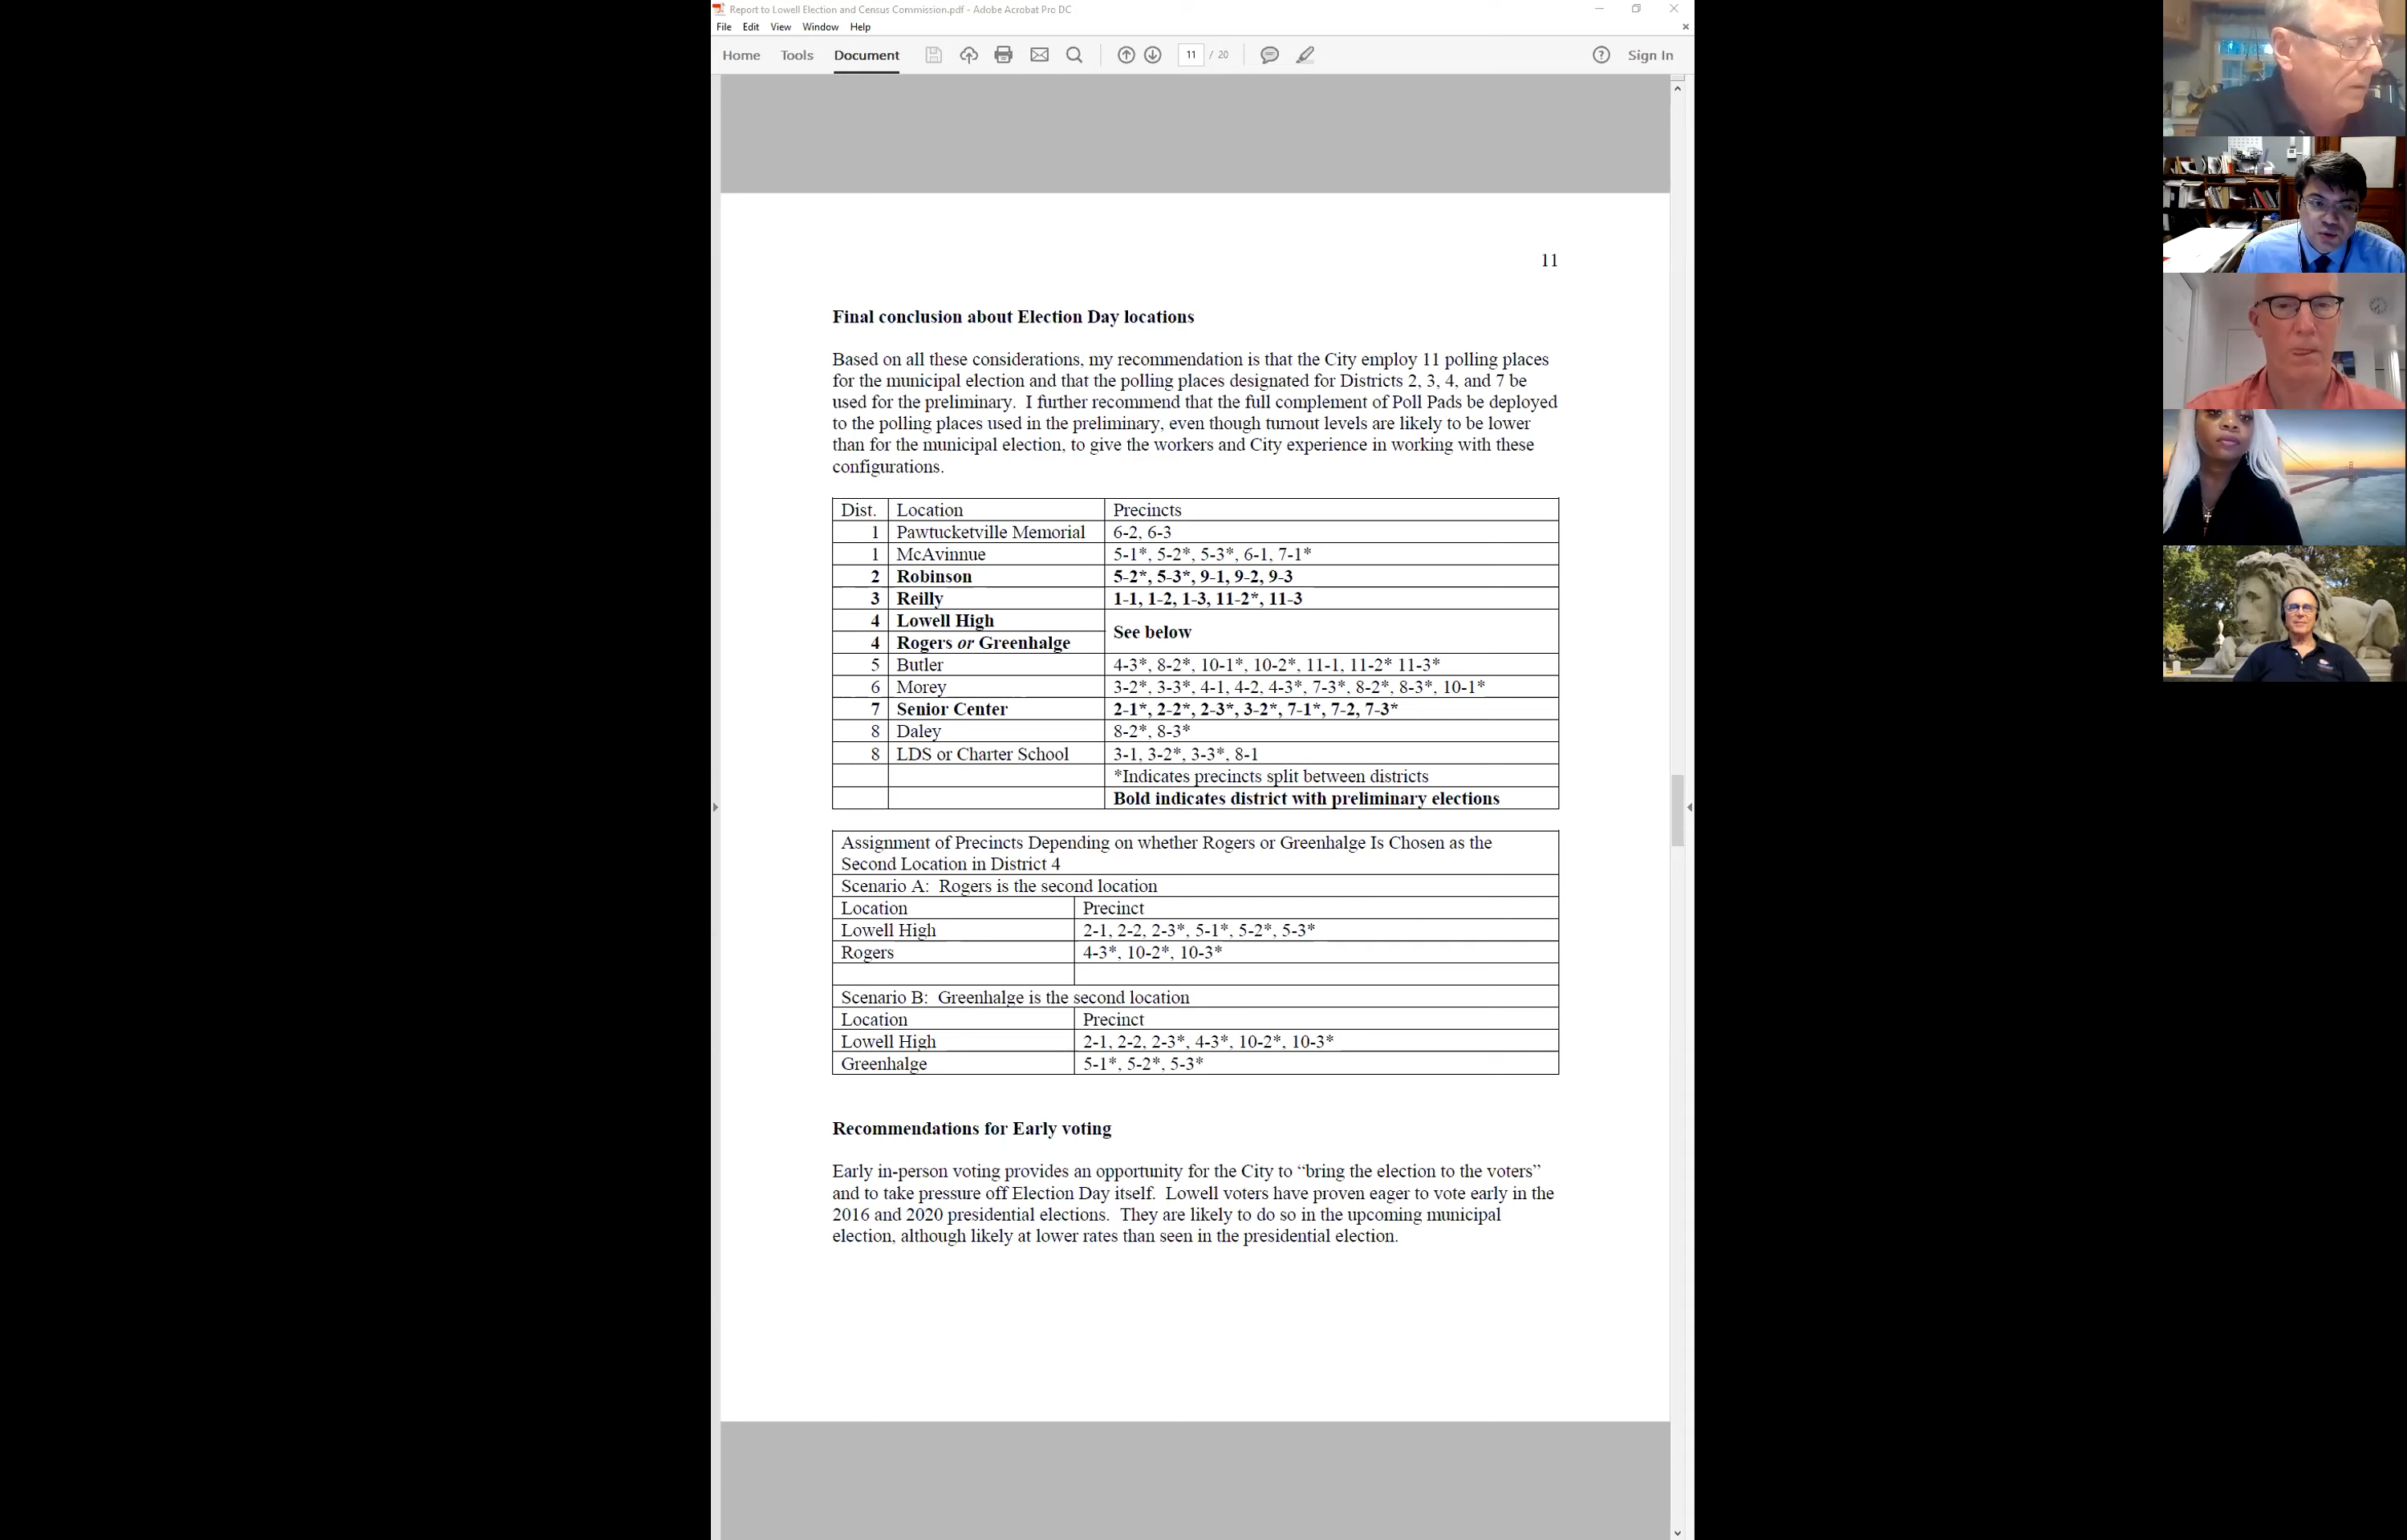 Report to Lowell Election and Census Commission.pdf - Adobe Acrobat Pro DC
File Edit View Window Help
Home Tools Document 11 / 20 Sign In
11
Final conclusion about Election Day locations
Based on all these considerations, my recommendation is that the City employ 11 polling places
for the municipal election and that the polling places designated for Districts 2, 3, 4, and 7 be
used for the preliminary. I further recommend that the full complement of Poll Pads be deployed
to the polling places used in the preliminary, even though turnout levels are likely to be lower
than for the municipal election, to give the workers and City experience in working with these
configurations.
Dist. Location Precincts
1 Pawtucketville Memorial 6-2, 6-3
1 McAvinnue 5-1*, 5-2*, 5-3*, 6-1, 7-1*
2 Robinson 5-2*, 5-3*, 9-1, 9-2, 9-3
3 Reilly 1-1, 1-2, 1-3, 11-2*, 11-3
4 Lowell High
See below
4 Rogers or Greenhalge
5 Butler 4-3*, 8-2*, 10-1*, 10-2*, 11-1, 11-2* 11-3*
6 Morey 3-2*, 3-3*, 4-1, 4-2, 4-3*, 7-3*, 8-2*, 8-3*, 10-1*
7 Senior Center 2-1*, 2-2*, 2-3*, 3-2*, 7-1*, 7-2, 7-3*
8 Daley 8-2*, 8-3*
8 LDS or Charter School 3-1, 3-2*, 3-3*, 8-1
*Indicates precincts split between districts
Bold indicates district with preliminary elections
Assignment of Precincts Depending on whether Rogers or Greenhalge Is Chosen as the
Second Location in District 4
Scenario A: Rogers is the second location
Location Precinct
Lowell High 2-1, 2-2, 2-3*, 5-1*, 5-2*, 5-3*
Rogers 4-3*, 10-2*, 10-3*
Scenario B: Greenhalge is the second location
Location Precinct
Lowell High 2-1, 2-2, 2-3*, 4-3*, 10-2*, 10-3*
Greenhalge 5-1*, 5-2*, 5-3*
Recommendations for Early voting
Early in-person voting provides an opportunity for the City to “bring the election to the voters”
and to take pressure off Election Day itself. Lowell voters have proven eager to vote early in the
2016 and 2020 presidential elections. They are likely to do so in the upcoming municipal
election, although likely at lower rates than seen in the presidential election.